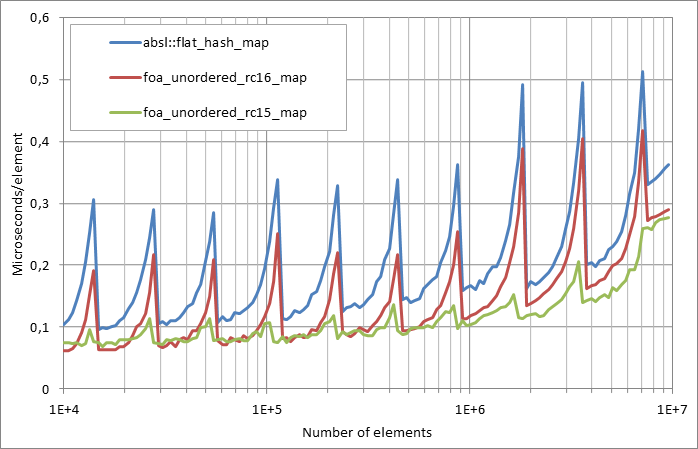 0,6
0,5
0,4
0,3
0,2
0,1
0
Microseconds/element
absl::flat_hash_map
foa_unordered_rc16_map
foa_unordered_rc15_map
1E+4 1E+5 1E+6 1E+7
Number of elements